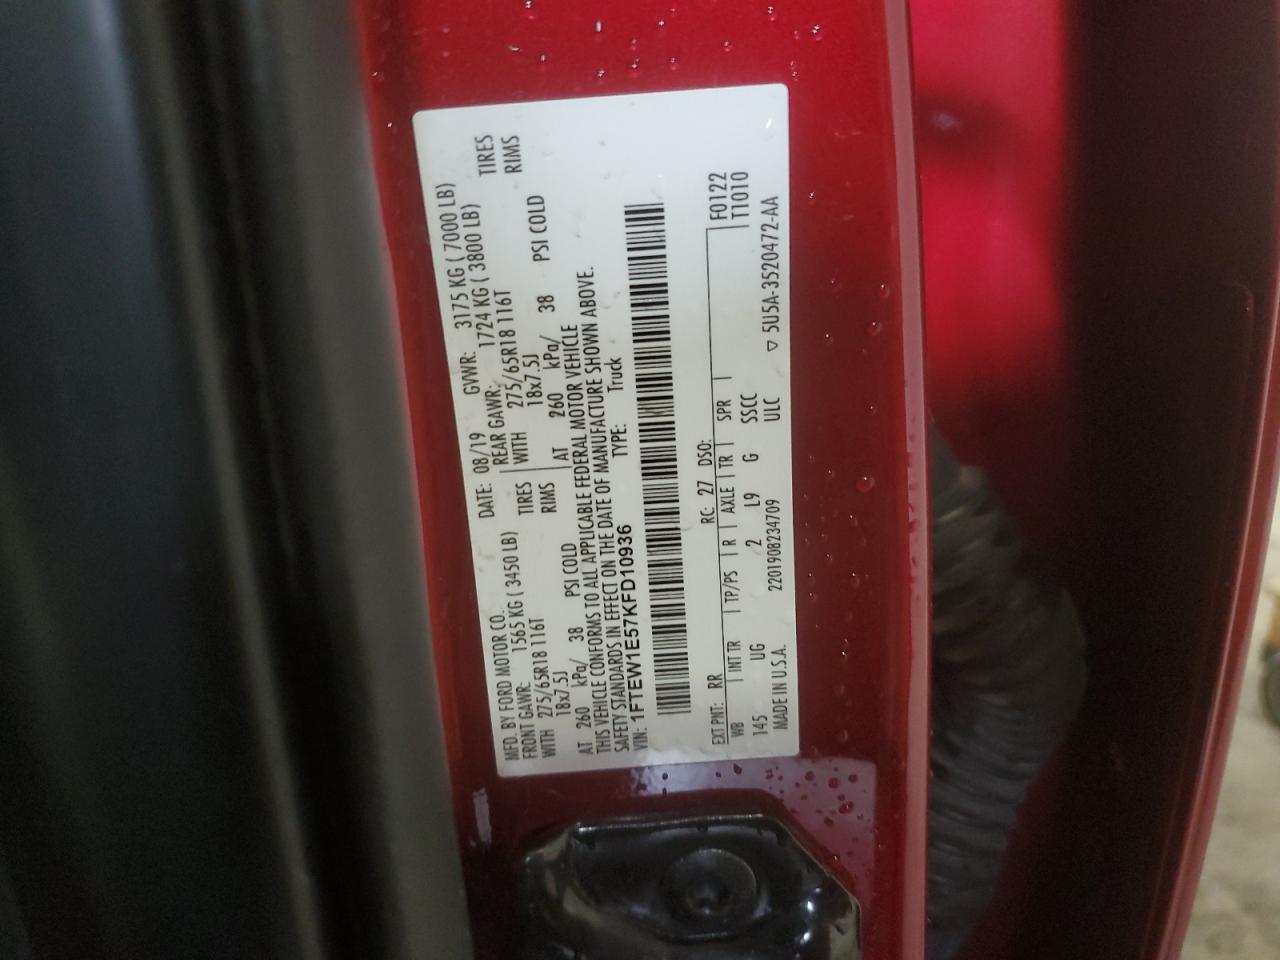 MFD. BY FORD MOTOR CO.
DATE: 08/19 GVWR: 3175 KG ( 7000 LB)
FRONT GAWR: 1565 KG ( 3450 LB)
REAR GAWR: 1724 KG ( 3800 LB)
WITH 275/65R18 116T TIRES
WITH 275/65R18 116T TIRES
18x7.5J RIMS
18x7.5J RIMS
AT 260 kPa/ 38 PSI COLD
AT 260 kPa/ 38 PSI COLD
THIS VEHICLE CONFORMS TO ALL APPLICABLE FEDERAL MOTOR VEHICLE
SAFETY STANDARDS IN EFFECT ON THE DATE OF MANUFACTURE SHOWN ABOVE.
VIN: 1FTEW1E57KFD10936
TYPE: Truck
EXT PNT: RR RC: 27 DSO: F0122
WB INT TR TP/PS R AXLE TR SPR T1010
145 UG 2 L9 G SSCC
ULC
MADE IN U.S.A. 2201908234709 ▽ 5U5A-3520472-AA